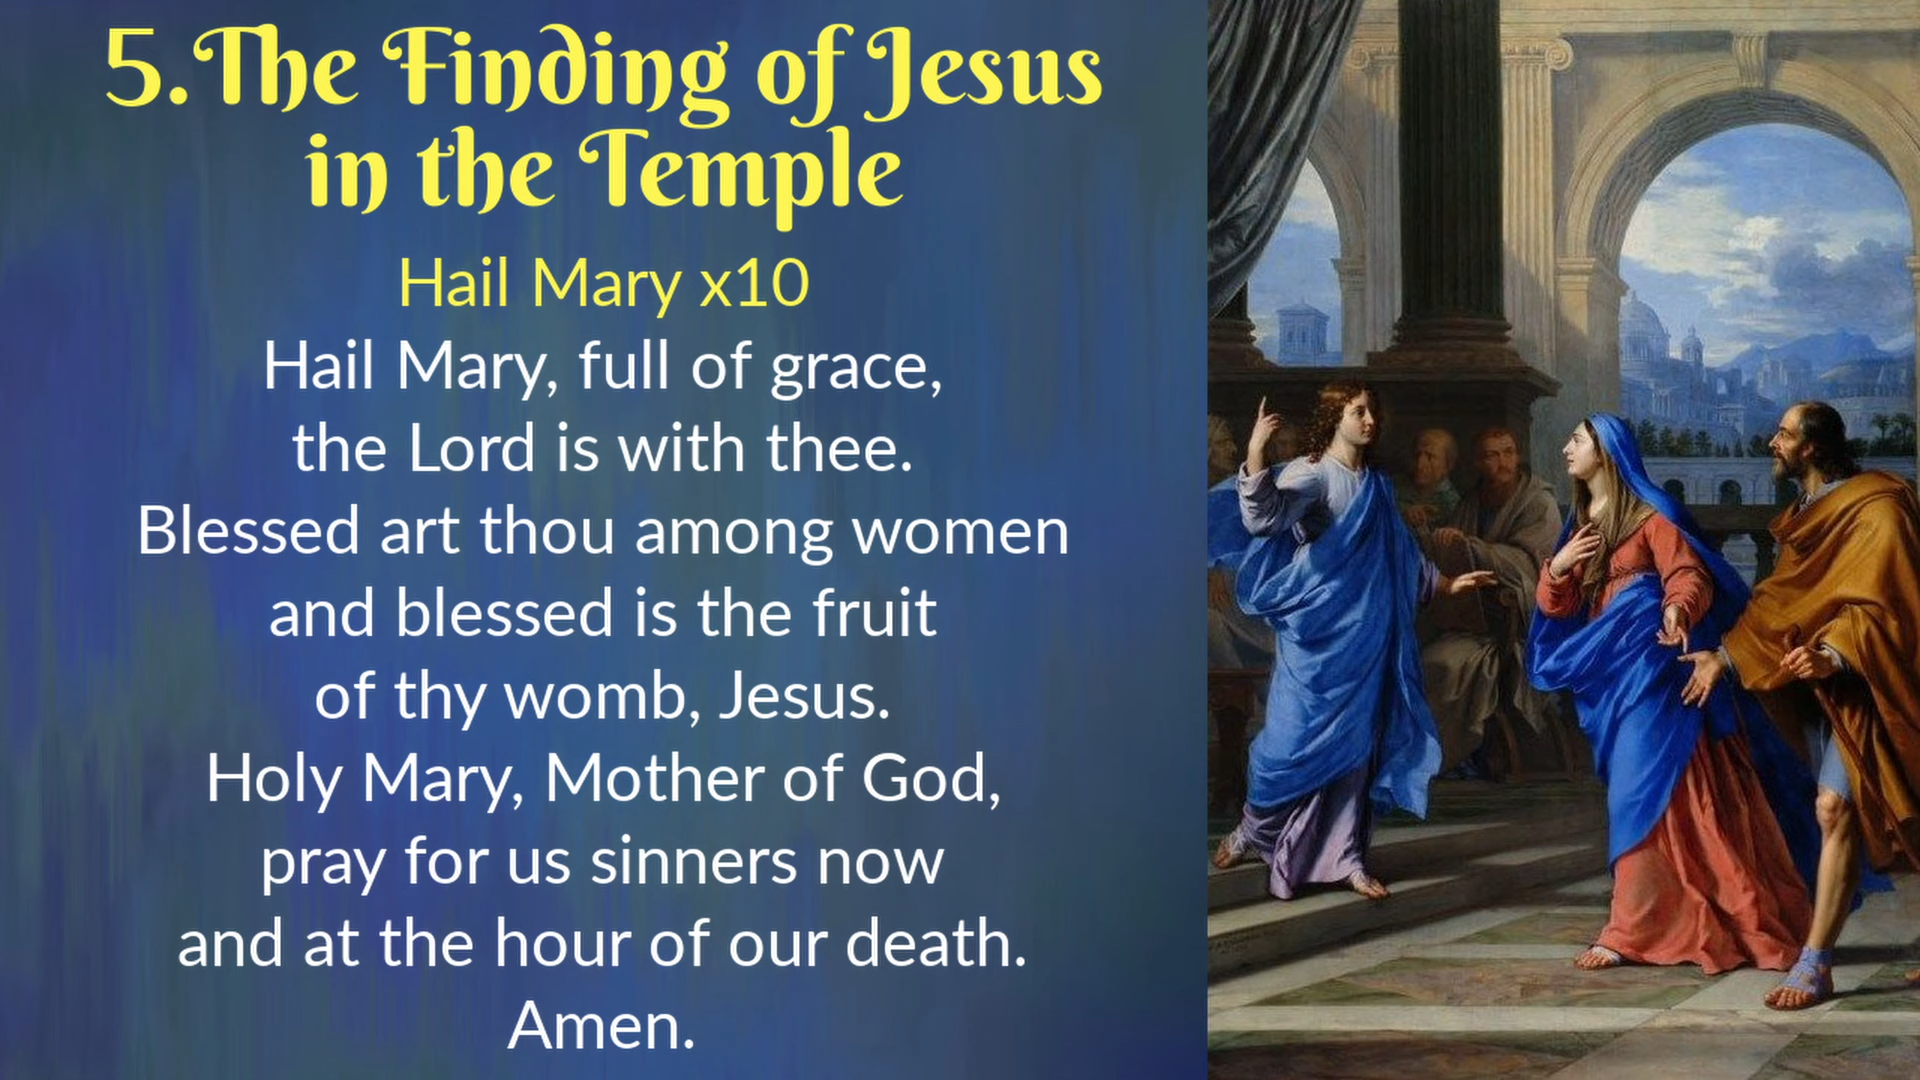 5.The Finding of Jesus
in the Temple
Hail Mary x10
Hail Mary, full of grace,
the Lord is with thee.
Blessed art thou among women
and blessed is the fruit
of thy womb, Jesus.
Holy Mary, Mother of God,
pray for us sinners now
and at the hour of our death.
Amen.